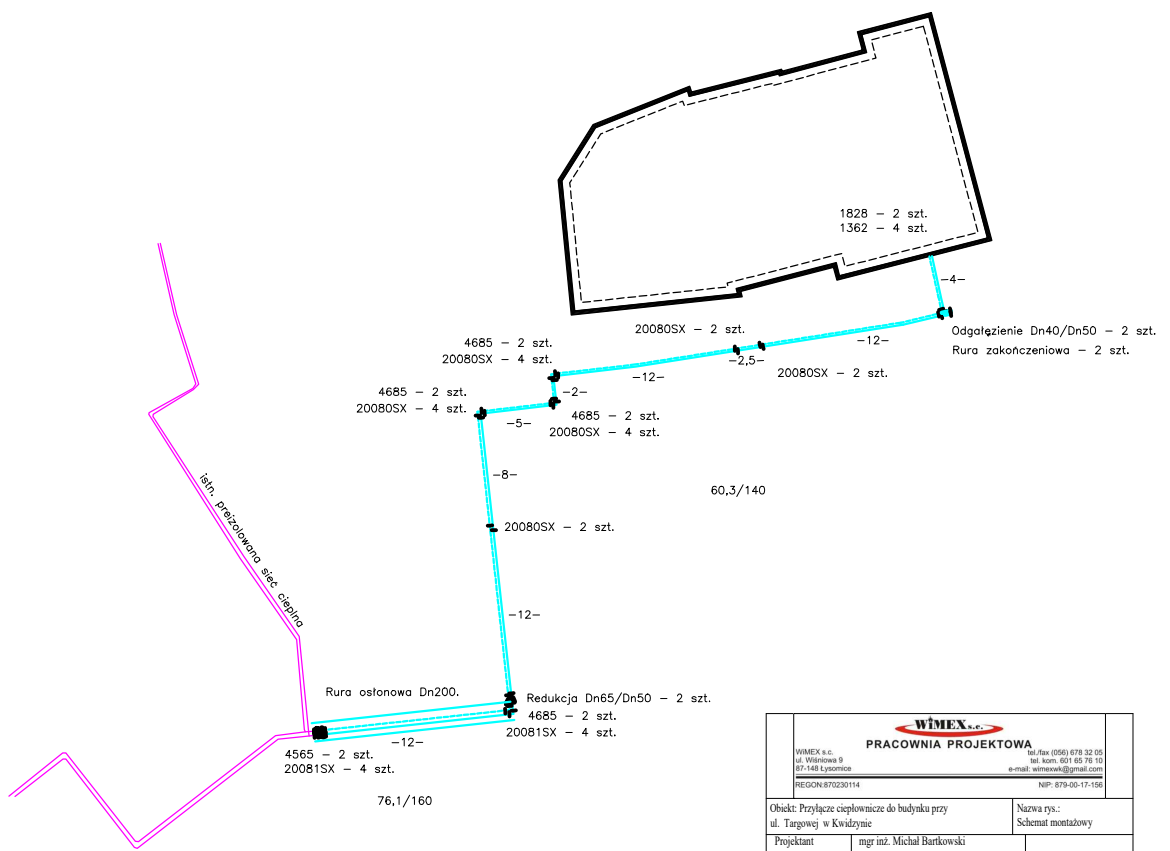 1828 – 2 szt.
1362 – 4 szt.
-4-
20080SX – 2 szt.
Odgałęzienie Dn40/Dn50 – 2 szt.
Rura zakończeniowa – 2 szt.
-12-
4685 – 2 szt.
20080SX – 4 szt.
-2,5-
20080SX – 2 szt.
-12-
4685 – 2 szt.
20080SX – 4 szt.
-2-
-5-
4685 – 2 szt.
20080SX – 4 szt.
-8-
60,3/140
istn. preizolowana sieć cieplna
20080SX – 2 szt.
-12-
Rura osłonowa Dn200.
Redukcja Dn65/Dn50 – 2 szt.
4685 – 2 szt.
20081SX – 4 szt.
-12-
4565 – 2 szt.
20081SX – 4 szt.
76,1/160
WiMEX s.c.
PRACOWNIA PROJEKTOWA
WiMEX s.c.
ul. Wiśniowa 9
87-148 Łysomice
tel./fax (056) 678 32 05
tel. kom. 601 65 76 10
e-mail: wimexwk@gmail.com
REGON:870230114
NIP: 879-00-17-156
Obiekt: Przyłącze ciepłownicze do budynku przy
ul. Targowej w Kwidzynie
Nazwa rys.:
Schemat montażowy
Projektant
mgr inż. Michał Bartkowski